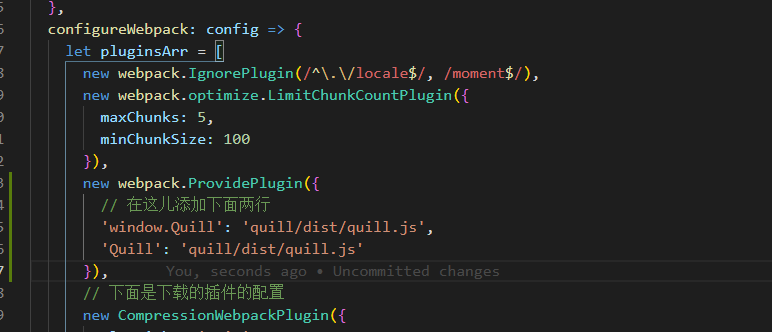 },
configureWebpack: config => {
let pluginsArr = [
new webpack.IgnorePlugin(/^\.\/locale$/, /moment$/),
new webpack.optimize.LimitChunkCountPlugin({
maxChunks: 5,
minChunkSize: 100
}),
new webpack.ProvidePlugin({
// 在这儿添加下面两行
'window.Quill': 'quill/dist/quill.js',
'Quill': 'quill/dist/quill.js'
}), You, seconds ago • Uncommitted changes
// 下面是下载的插件的配置
new CompressionWebpackPlugin({